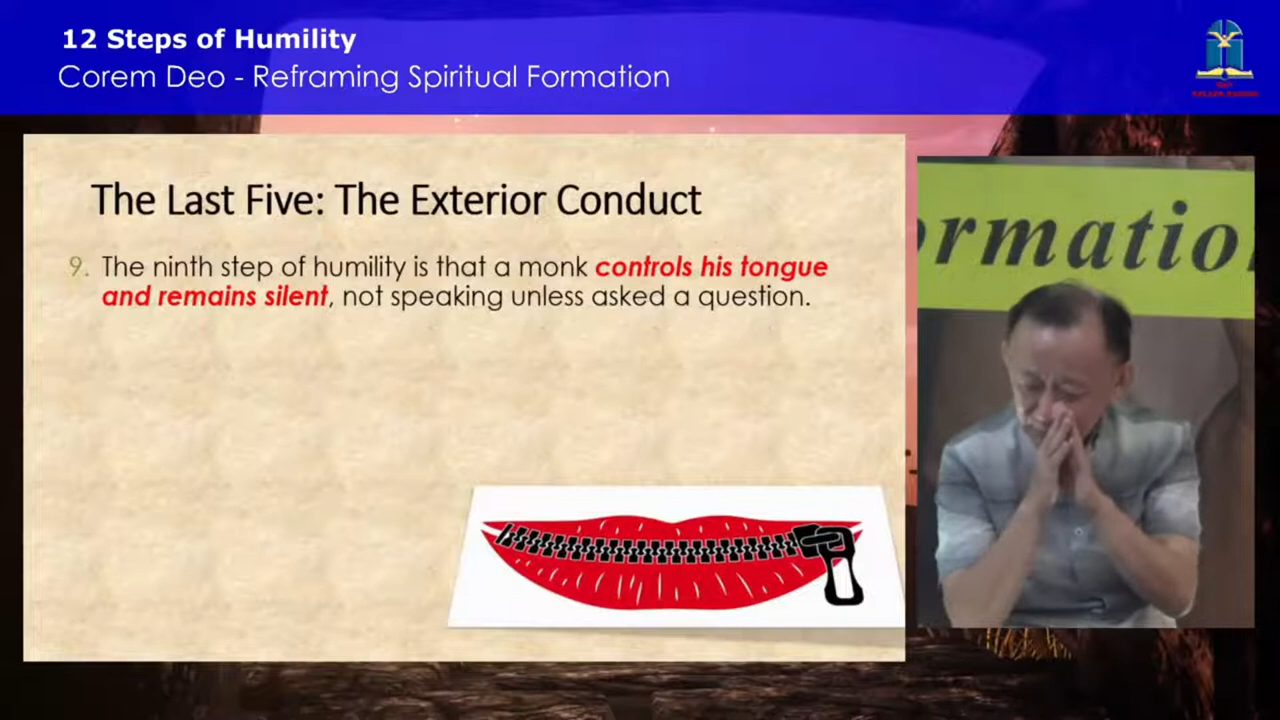 12 Steps of Humility
Corem Deo - Reframing Spiritual Formation
The Last Five: The Exterior Conduct
9. The ninth step of humility is that a monk controls his tongue
and remains silent, not speaking unless asked a question.
ormatio